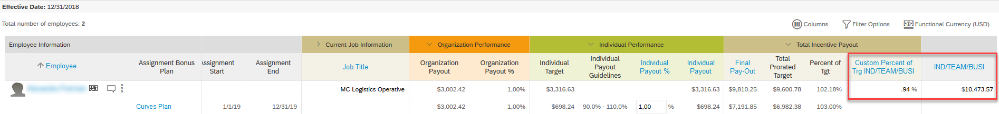 Effective Date: 12/31/2018
Total number of employees: 2
Columns Filter Options Functional Currency (USD)
Employee Information Current Job Information Organization Performance Individual Performance Total Incentive Payout
Employee Assignment Bonus Plan Assignment Start Assignment End Job Title Organization Payout Organization Payout % Individual Target Individual Payout Guidelines Individual Payout % Individual Payout Final Pay-Out Total Prorated Target Percent of Tgt Custom Percent of Trg IND/TEAM/BUSI IND/TEAM/BUSI
MC Logistics Operative $3,002.42 1,00% $3,316.63 $3,316.63 $9,810.25 $9,600.78 102.18% .94 % $10,473.57
Curves Plan 1/1/19 12/31/19 $3,002.42 1,00% $698.24 90.0% - 110.0% 1,00 % $698.24 $7,191.85 $6,982.38 103.00%